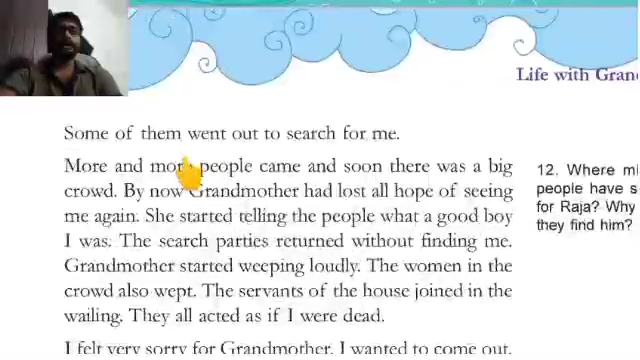 Life with Gran
Some of them went out to search for me.
More and more people came and soon there was a big
crowd. By now Grandmother had lost all hope of seeing
me again. She started telling the people what a good boy
I was. The search parties returned without finding me.
Grandmother started weeping loudly. The women in the
crowd also wept. The servants of the house joined in the
wailing. They all acted as if I were dead.
I felt very sorry for Grandmother. I wanted to come out.
12. Where mi
people have s
for Raja? Why
they find him?